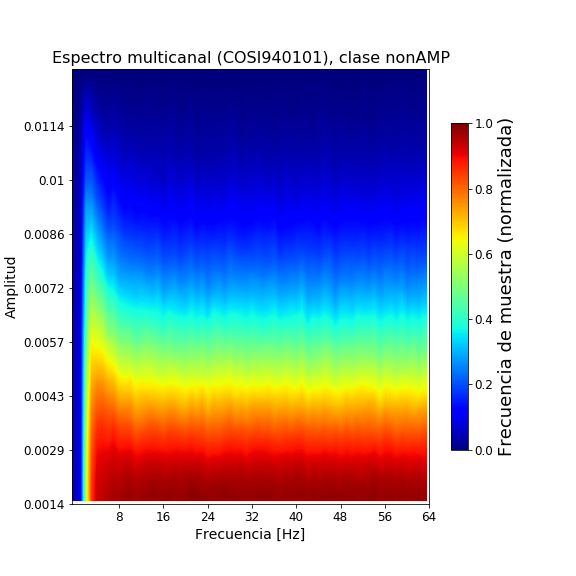 Espectro multicanal (COSI940101), clase nonAMP
Amplitud
0.0114
0.01
0.0086
0.0072
0.0057
0.0043
0.0029
0.0014
8 16 24 32 40 48 56 64
Frecuencia [Hz]
1.0
0.8
0.6
0.4
0.2
0.0
Frecuencia de muestra (normalizada)